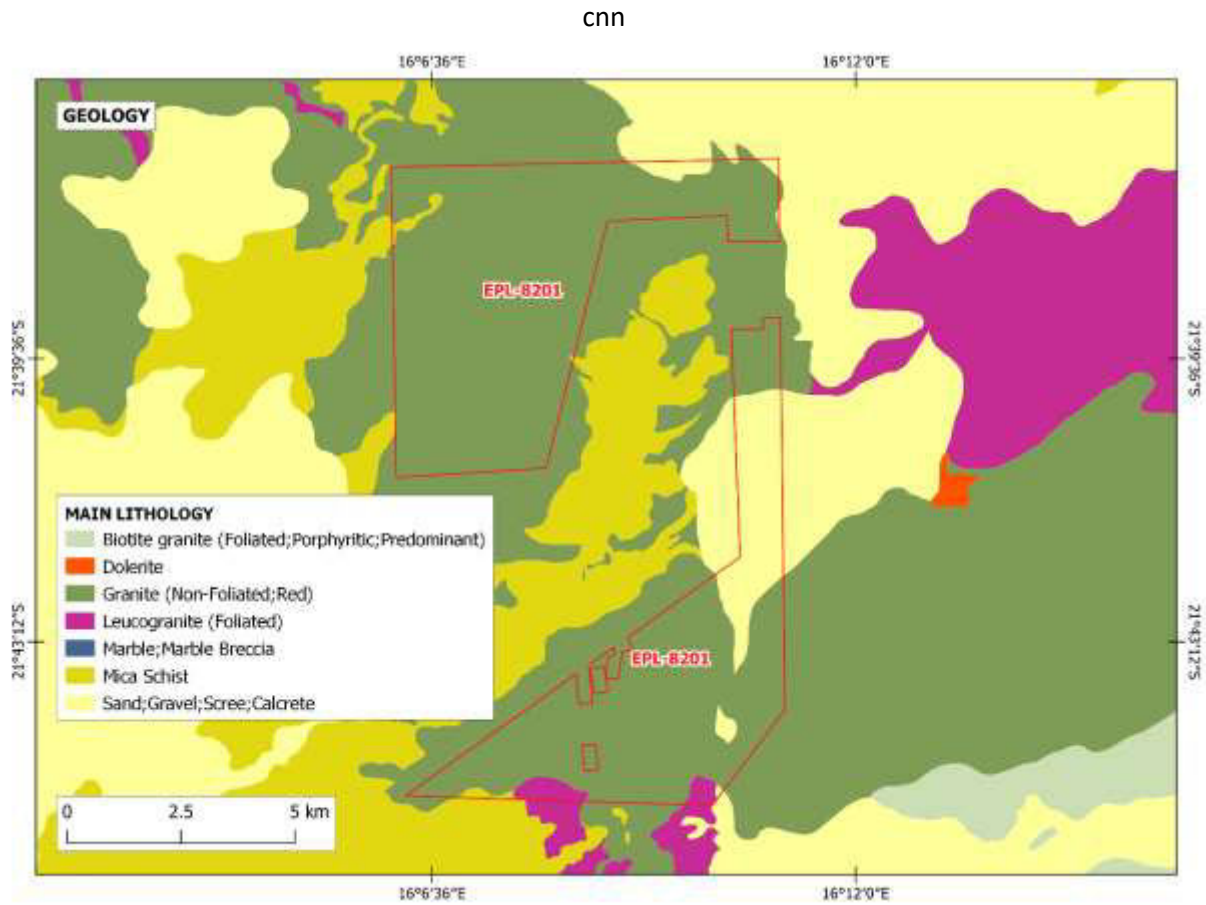 cnn
16°6'36"E
16°12'0"E
GEOLOGY
EPL-8201
21°39'36"S
21°39'36"S
MAIN LITHOLOGY
Biotite granite (Foliated;Porphyritic;Predominant)
Dolerite
Granite (Non-Foliated;Red)
Leucogranite (Foliated)
Marble;Marble Breccia
Mica Schist
Sand;Gravel;Scree;Calcrete
21°43'12"S
EPL-8201
21°43'12"S
0 2.5 5 km
16°6'36"E
16°12'0"E